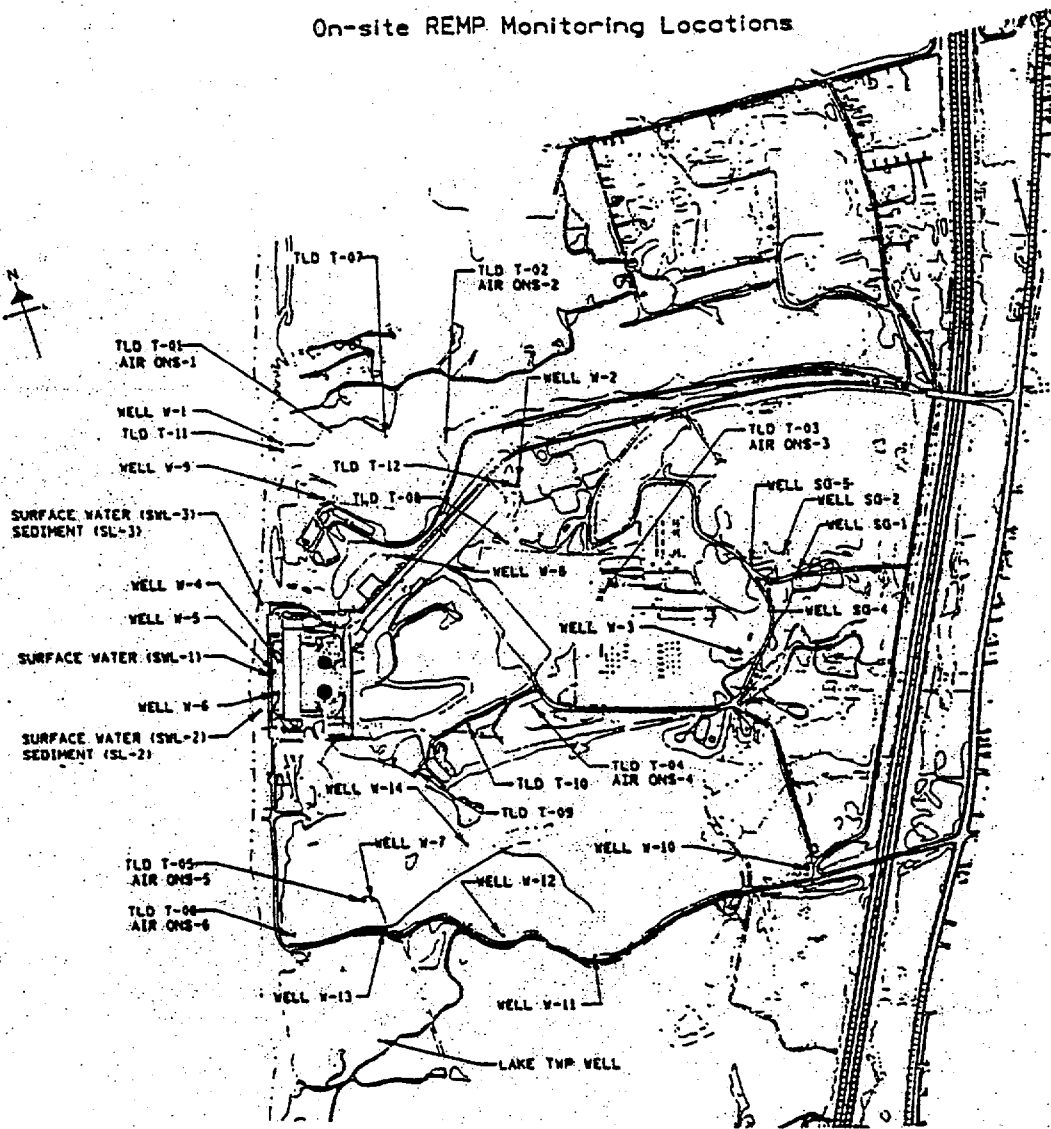 On-site REMP Monitoring Locations
N
TLD T-07
TLD T-02
AIR ONS-2
TLD T-01
AIR ONS-1
WELL W-2
WELL W-1
TLD T-11
TLD T-03
AIR ONS-3
WELL W-9
TLD T-12
TLD T-08
WELL SG-5
WELL SG-2
WELL SG-1
SURFACE WATER (SWL-3)
SEDIMENT (SL-3)
WELL W-8
WELL W-4
WELL W-5
WELL SG-4
WELL W-3
SURFACE WATER (SWL-1)
WELL W-6
SURFACE WATER (SWL-2)
SEDIMENT (SL-2)
TLD T-04
AIR ONS-4
TLD T-10
WELL W-14
TLD T-09
WELL W-7
WELL W-10
TLD T-05
AIR ONS-5
WELL W-12
TLD T-06
AIR ONS-6
WELL W-13
WELL W-11
LAKE TWP WELL